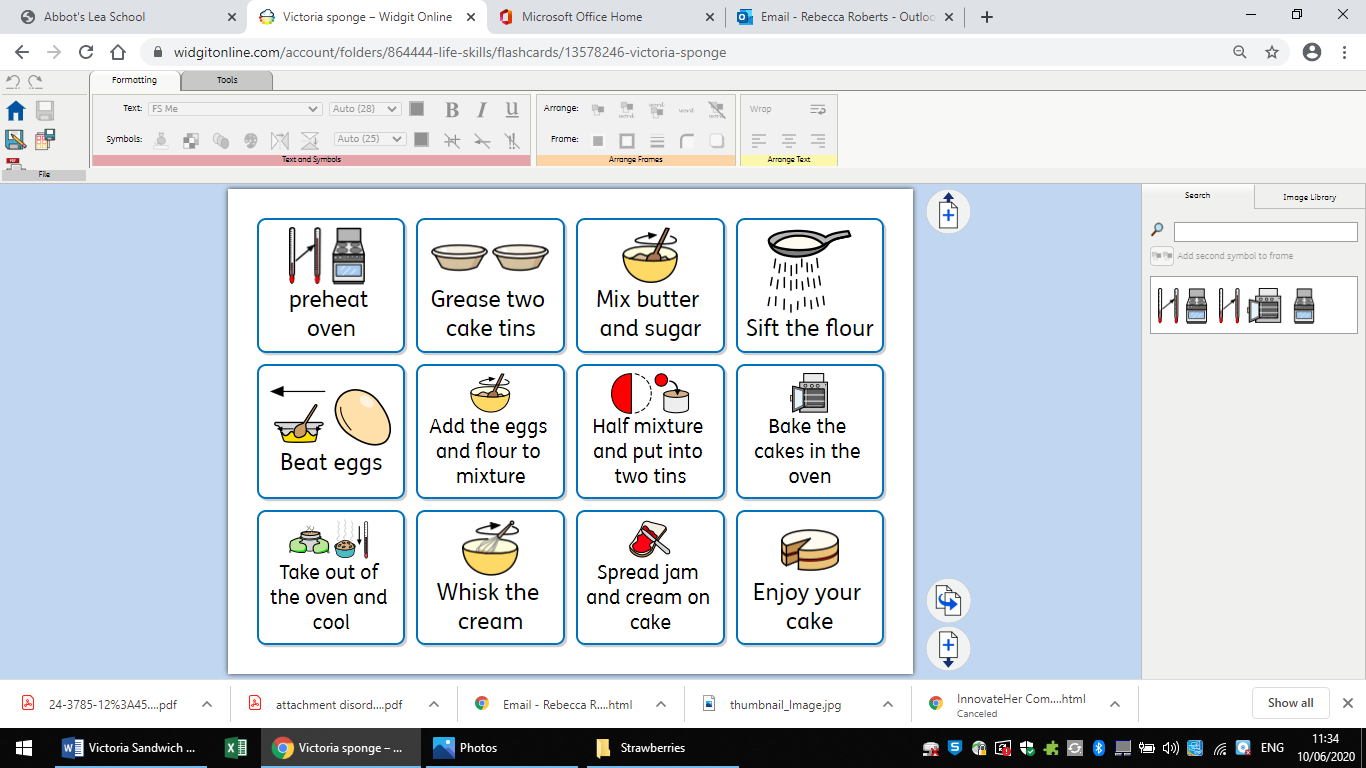 Abbot's Lea School
Victoria sponge – Widgit Online
Microsoft Office Home
Email - Rebecca Roberts - Outloo
widgitonline.com/account/folders/864444-life-skills/flashcards/13578246-victoria-sponge
Formatting
Tools
Text:
FS Me
Auto (28)
B
I
U
Arrange:
Wrap
Symbols:
Auto (25)
Frame:
File
Text and Symbols
Arrange Frames
Arrange Text
Search
Image Library
Add second symbol to frame
preheat
oven
Grease two
cake tins
Mix butter
and sugar
Sift the flour
Beat eggs
Add the eggs
and flour to
mixture
Half mixture
and put into
two tins
Bake the
cakes in the
oven
Take out of
the oven and
cool
Whisk the
cream
Spread jam
and cream on
cake
Enjoy your
cake
24-3785-12%3A45....pdf
attachment disord....pdf
Email - Rebecca R....html
thumbnail_Image.jpg
InnovateHer Com....html
Canceled
Show all
Victoria Sandwich ...
Victoria sponge – ...
Photos
Strawberries
ENG
11:34
10/06/2020